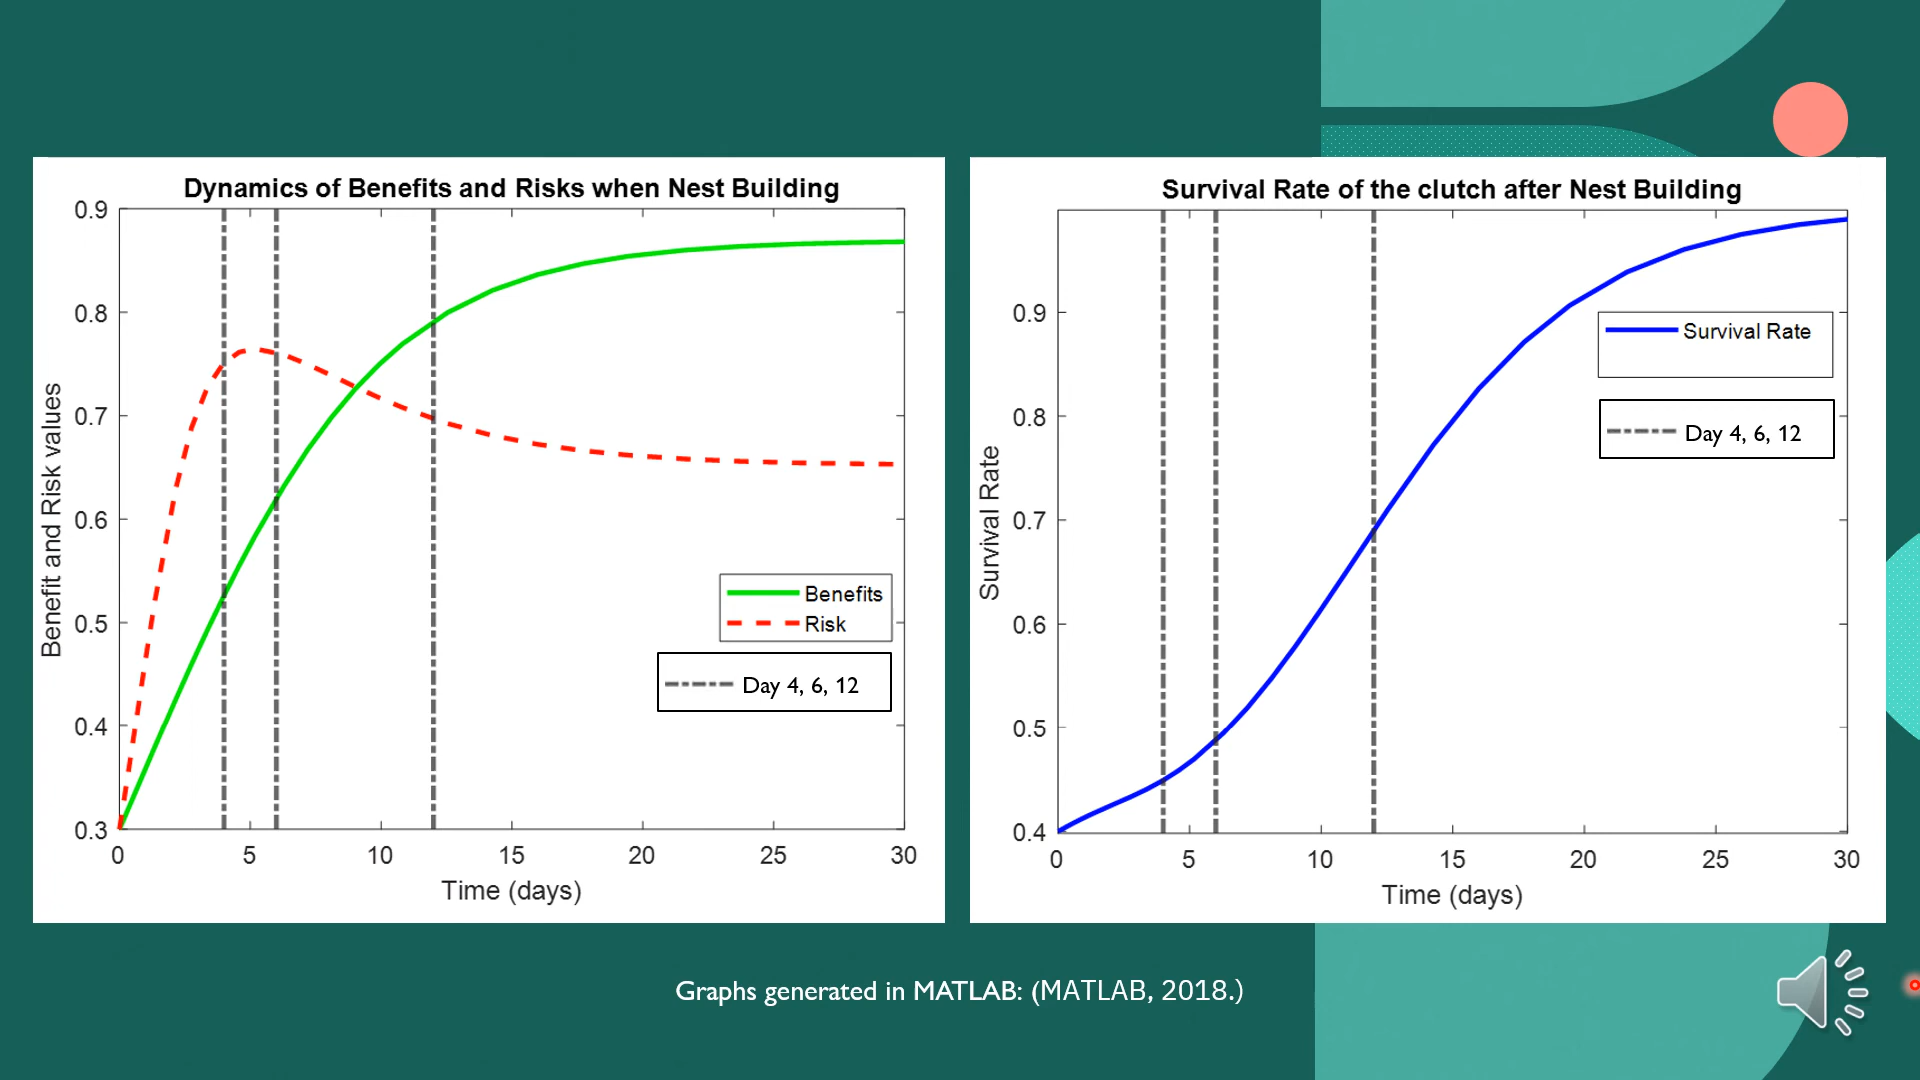 Dynamics of Benefits and Risks when Nest Building
0.9
0.8
0.7
0.6
0.5
0.4
0.3
Benefit and Risk values
0 5 10 15 20 25 30
Time (days)
Benefits
Risk
Day 4, 6, 12
Survival Rate of the clutch after Nest Building
0.9
0.8
0.7
0.6
0.5
0.4
Survival Rate
0 5 10 15 20 25 30
Time (days)
Survival Rate
Day 4, 6, 12
Graphs generated in MATLAB: (MATLAB, 2018.)